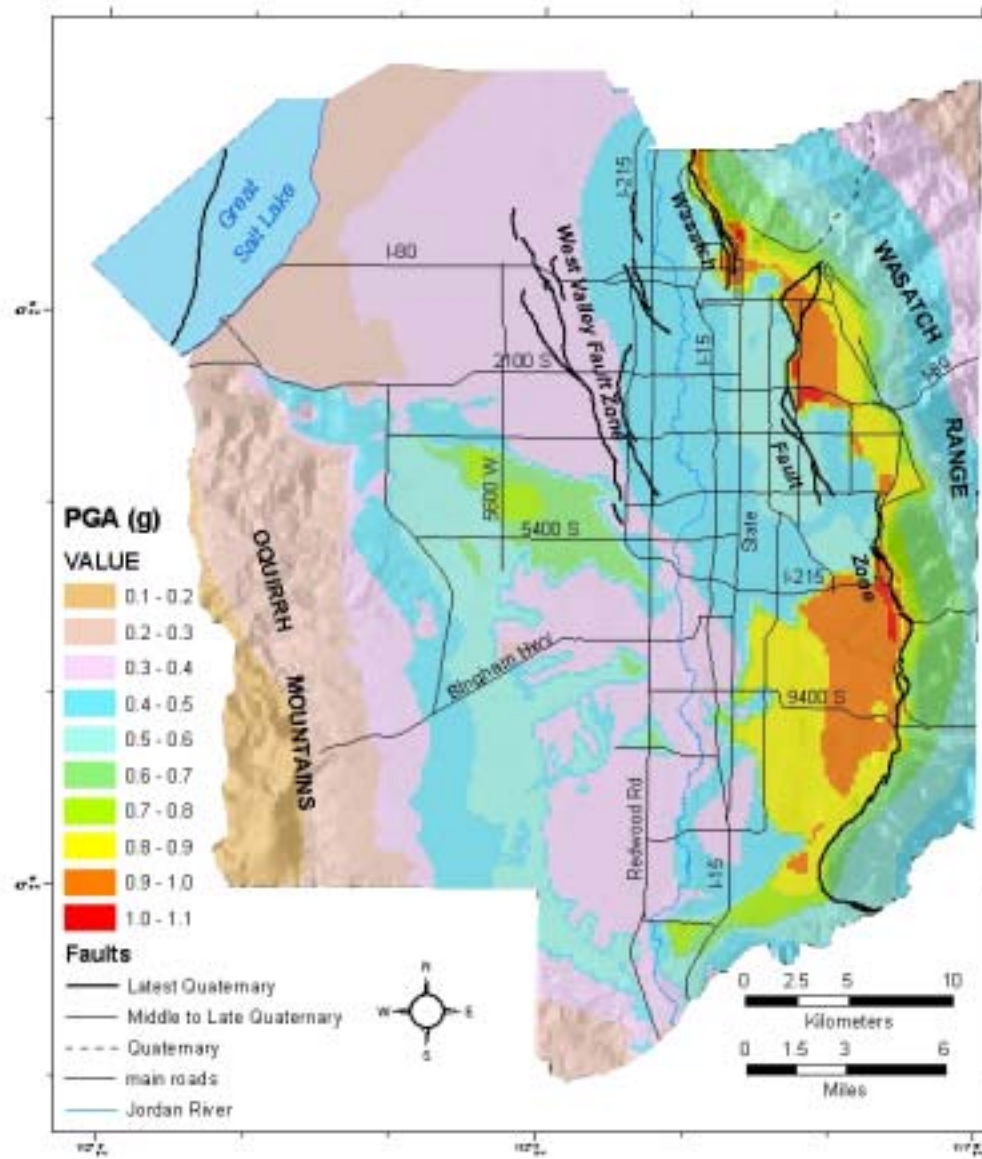 I-215
Great
Salt Lake
Wasatch
WASATCH
I-80
West Valley Fault Zone
I-15
2100 S
I-80
RANGE
Fault
5600 W
PGA (g)
5400 S
State
VALUE
OQUIRRH
Zone
I-215
0.1 - 0.2
0.2 - 0.3
0.3 - 0.4
Bingham Hwy
0.4 - 0.5
9400 S
MOUNTAINS
0.5 - 0.6
0.6 - 0.7
0.7 - 0.8
Redwood Rd
0.8 - 0.9
I-15
0.9 - 1.0
1.0 - 1.1
Faults
Latest Quaternary
Middle to Late Quaternary
Quaternary
main roads
Jordan River
N
W E
S
0 2.5 5 10
Kilometers
0 1.5 3 6
Miles